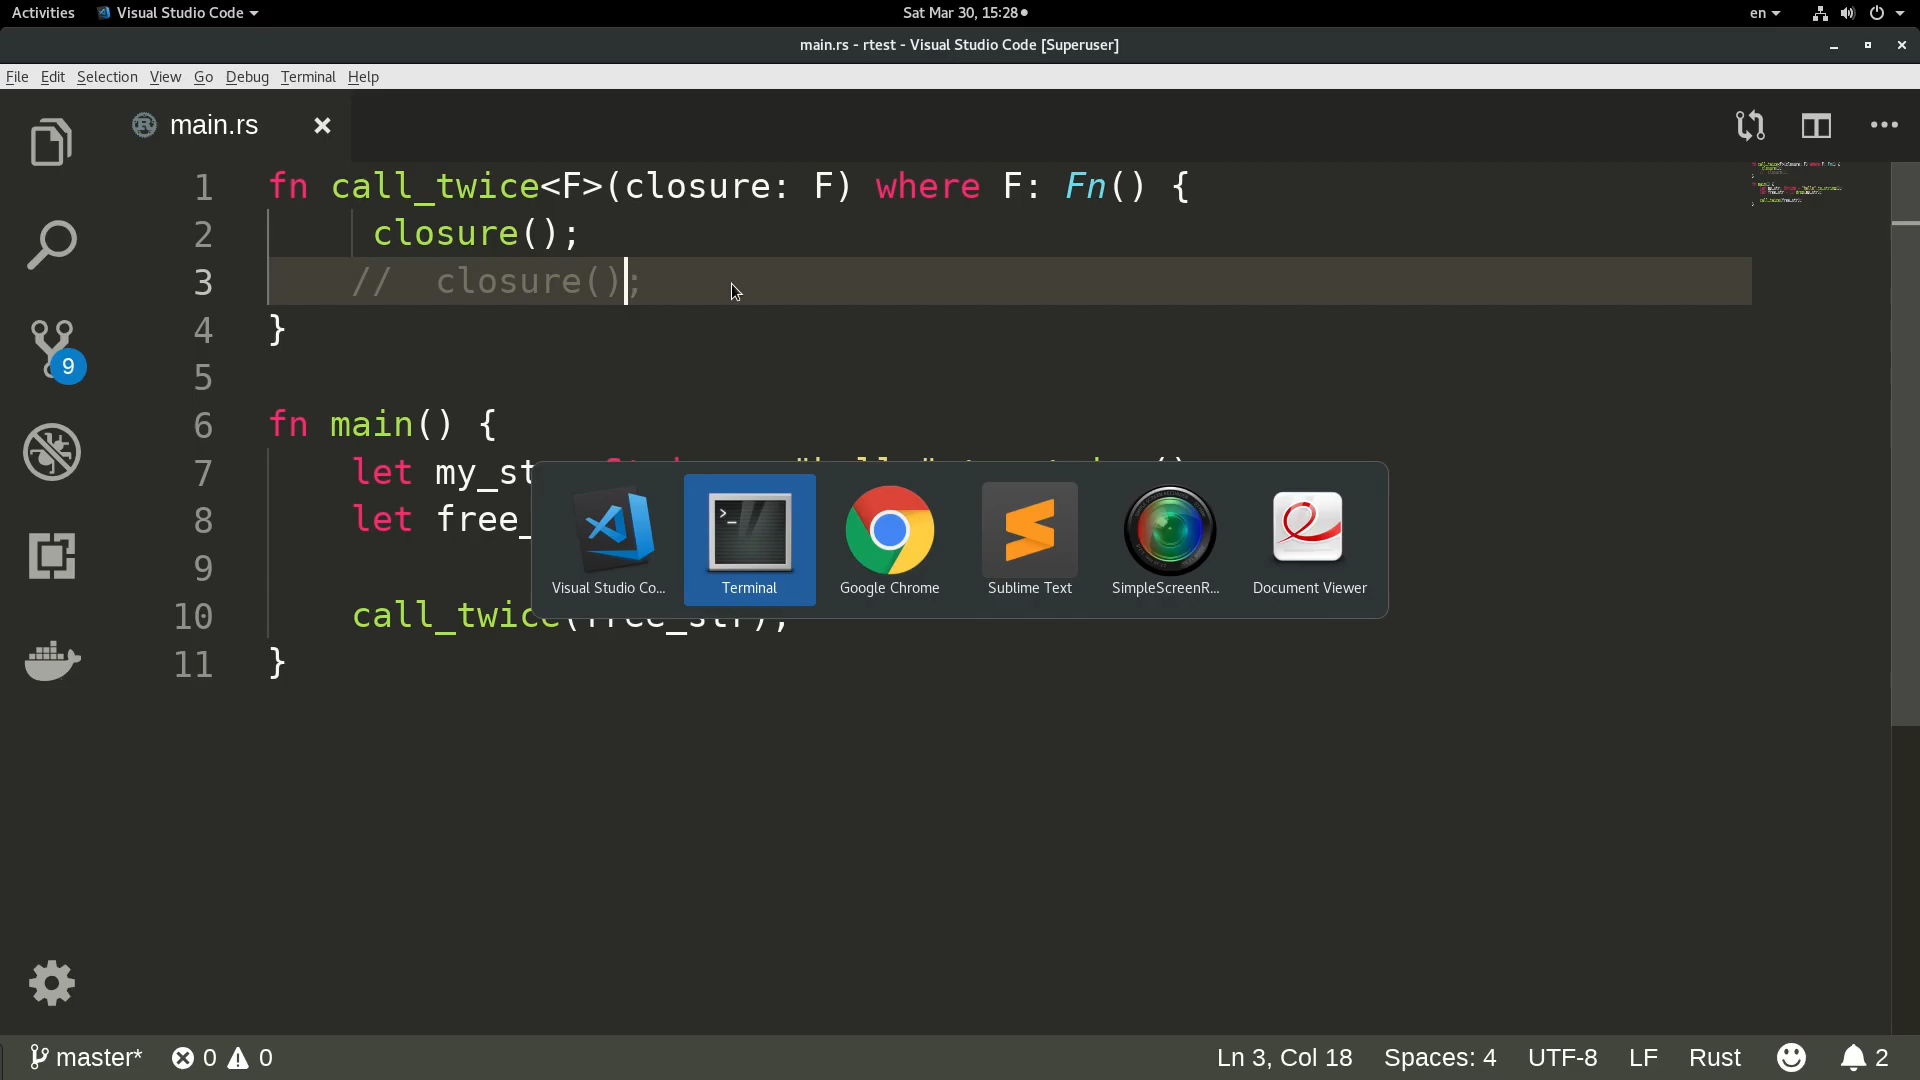 Activities Visual Studio Code Sat Mar 30, 15:28 en
main.rs - rtest - Visual Studio Code [Superuser]
File Edit Selection View Go Debug Terminal Help
main.rs
1 fn call_twice<F>(closure: F) where F: Fn() {
2 closure();
3 // closure();
4 }
5
6 fn main() {
7 let my_st
8 let free_
9
10 call_twice(free_str);
11 }
Visual Studio Co... Terminal Google Chrome Sublime Text SimpleScreenR... Document Viewer
9
master* 0 0 Ln 3, Col 18 Spaces: 4 UTF-8 LF Rust 2